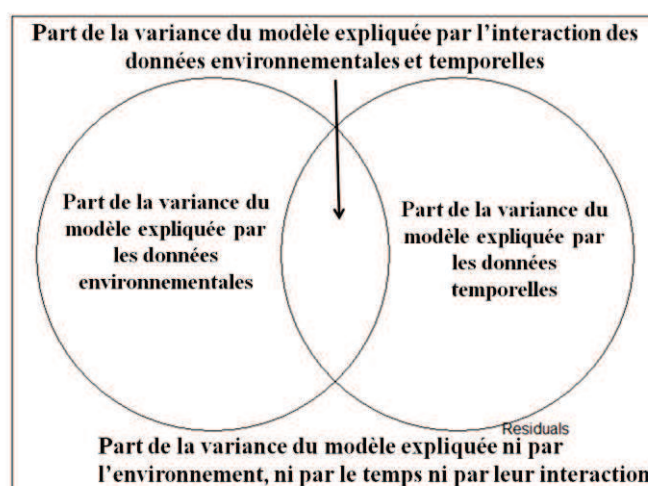 Part de la variance du modèle expliquée par l'interaction des
données environnementales et temporelles
Part de la variance du
modèle expliquée par
les données
environnementales
Part de la variance du
modèle expliquée par
les données
temporelles
Residuals
Part de la variance du modèle expliquée ni par
l'environnement, ni par le temps ni par leur interaction